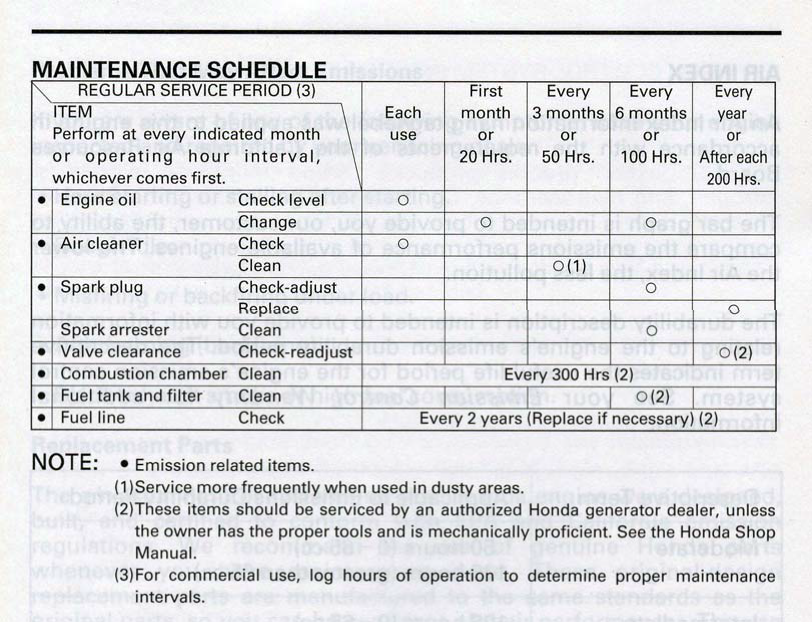 MAINTENANCE SCHEDULE
REGULAR SERVICE PERIOD (3)
ITEM
Perform at every indicated month
or operating hour interval,
whichever comes first.
Each use
First month or 20 Hrs.
Every 3 months or 50 Hrs.
Every 6 months or 100 Hrs.
Every year or After each 200 Hrs.
● Engine oil Check level ○
Change ○ ○
● Air cleaner Check ○
Clean ○(1)
● Spark plug Check-adjust ○
Replace ○
Spark arrester Clean ○
● Valve clearance Check-readjust ○(2)
● Combustion chamber Clean Every 300 Hrs (2)
● Fuel tank and filter Clean ○(2)
● Fuel line Check Every 2 years (Replace if necessary) (2)
NOTE: ● Emission related items.
(1)Service more frequently when used in dusty areas.
(2)These items should be serviced by an authorized Honda generator dealer, unless
the owner has the proper tools and is mechanically proficient. See the Honda Shop
Manual.
(3)For commercial use, log hours of operation to determine proper maintenance
intervals.